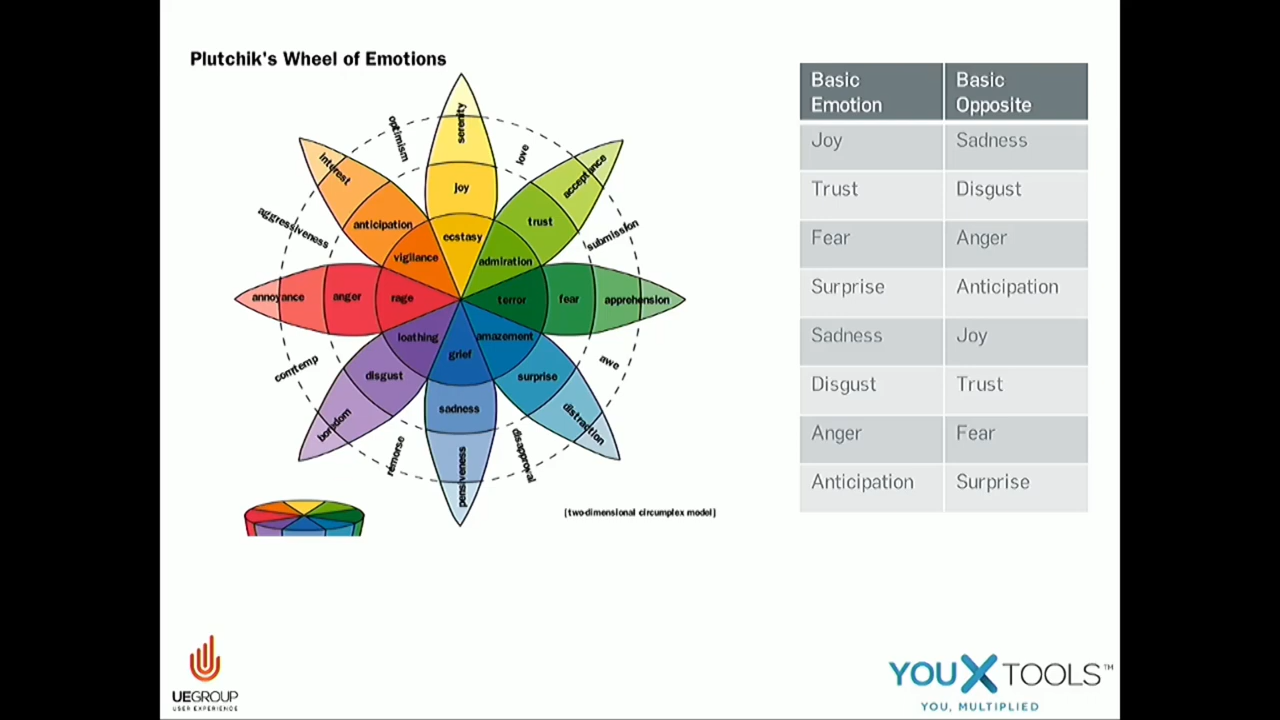 Plutchik's Wheel of Emotions
optimism
serenity
love
interest
joy
acceptance
aggressiveness
anticipation
trust
submission
vigilance
ecstasy
admiration
annoyance
anger
rage
terror
fear
apprehension
loathing
grief
amazement
contemp
disgust
surprise
awe
boredom
sadness
distraction
remorse
pensiveness
disapproval
[two-dimensional circumplex model]
Basic Emotion
Basic Opposite
Joy Sadness
Trust Disgust
Fear Anger
Surprise Anticipation
Sadness Joy
Disgust Trust
Anger Fear
Anticipation Surprise
UEGROUP
USER EXPERIENCE
YOUXTOOLS™
YOU, MULTIPLIED